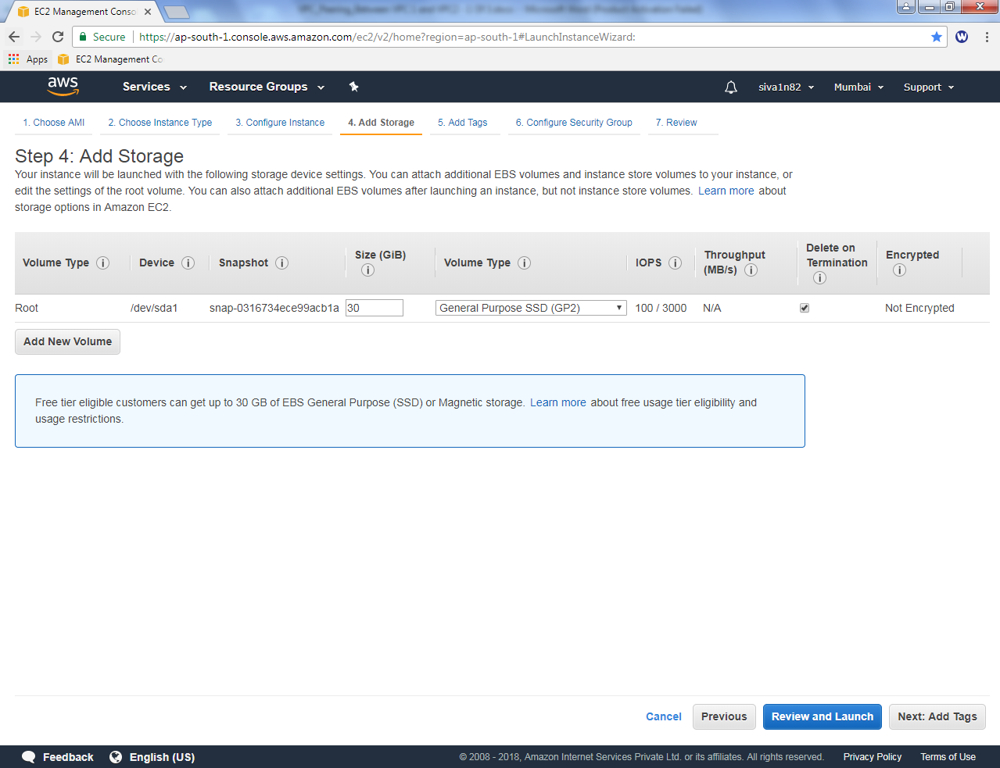 EC2 Management Conso
Secure
https://ap-south-1.console.aws.amazon.com/ec2/v2/home?region=ap-south-1#LaunchInstanceWizard:
W
Apps
EC2 Management Co
aws
Services
Resource Groups
siva1n82
Mumbai
Support
1. Choose AMI
2. Choose Instance Type
3. Configure Instance
4. Add Storage
5. Add Tags
6. Configure Security Group
7. Review
Step 4: Add Storage
Your instance will be launched with the following storage device settings. You can attach additional EBS volumes and instance store volumes to your instance, or
edit the settings of the root volume. You can also attach additional EBS volumes after launching an instance, but not instance store volumes. Learn more about
storage options in Amazon EC2.
Volume Type i
Device i
Snapshot i
Size (GiB)
i
Volume Type i
IOPS i
Throughput
(MB/s) i
Delete on
Termination
i
Encrypted
i
Root
/dev/sda1
snap-0316734ece99acb1a
30
General Purpose SSD (GP2)
100 / 3000
N/A
Not Encrypted
Add New Volume
Free tier eligible customers can get up to 30 GB of EBS General Purpose (SSD) or Magnetic storage. Learn more about free usage tier eligibility and
usage restrictions.
Cancel
Previous
Review and Launch
Next: Add Tags
Feedback
English (US)
© 2008 - 2018, Amazon Internet Services Private Ltd. or its affiliates. All rights reserved.
Privacy Policy
Terms of Use